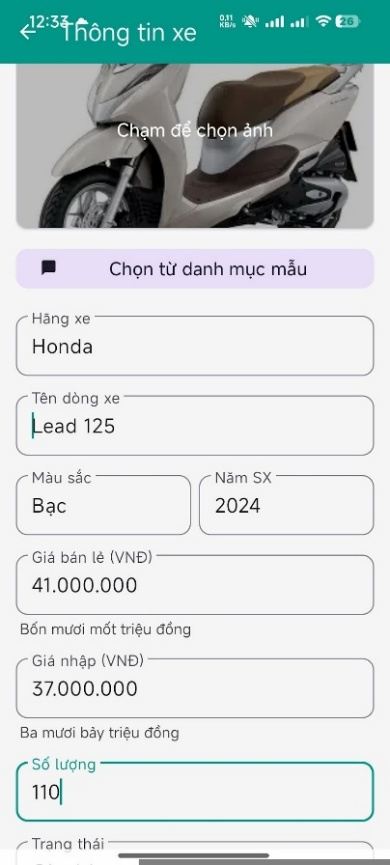 12:33
0,11 KB/s
26
Thông tin xe
Chạm để chọn ảnh
Chọn từ danh mục mẫu
Hãng xe
Honda
Tên dòng xe
Lead 125
Màu sắc
Năm SX
Bạc
2024
Giá bán lẻ (VNĐ)
41.000.000
Bốn mươi mốt triệu đồng
Giá nhập (VNĐ)
37.000.000
Ba mươi bảy triệu đồng
Số lượng
110
Trạng thái